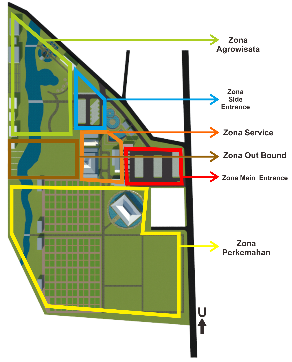 Zona
Agrowisata
Zona
Side
Entrance
Zona Service
Zona Out Bound
Zona Main Entrance
Zona
Perkemahan
U